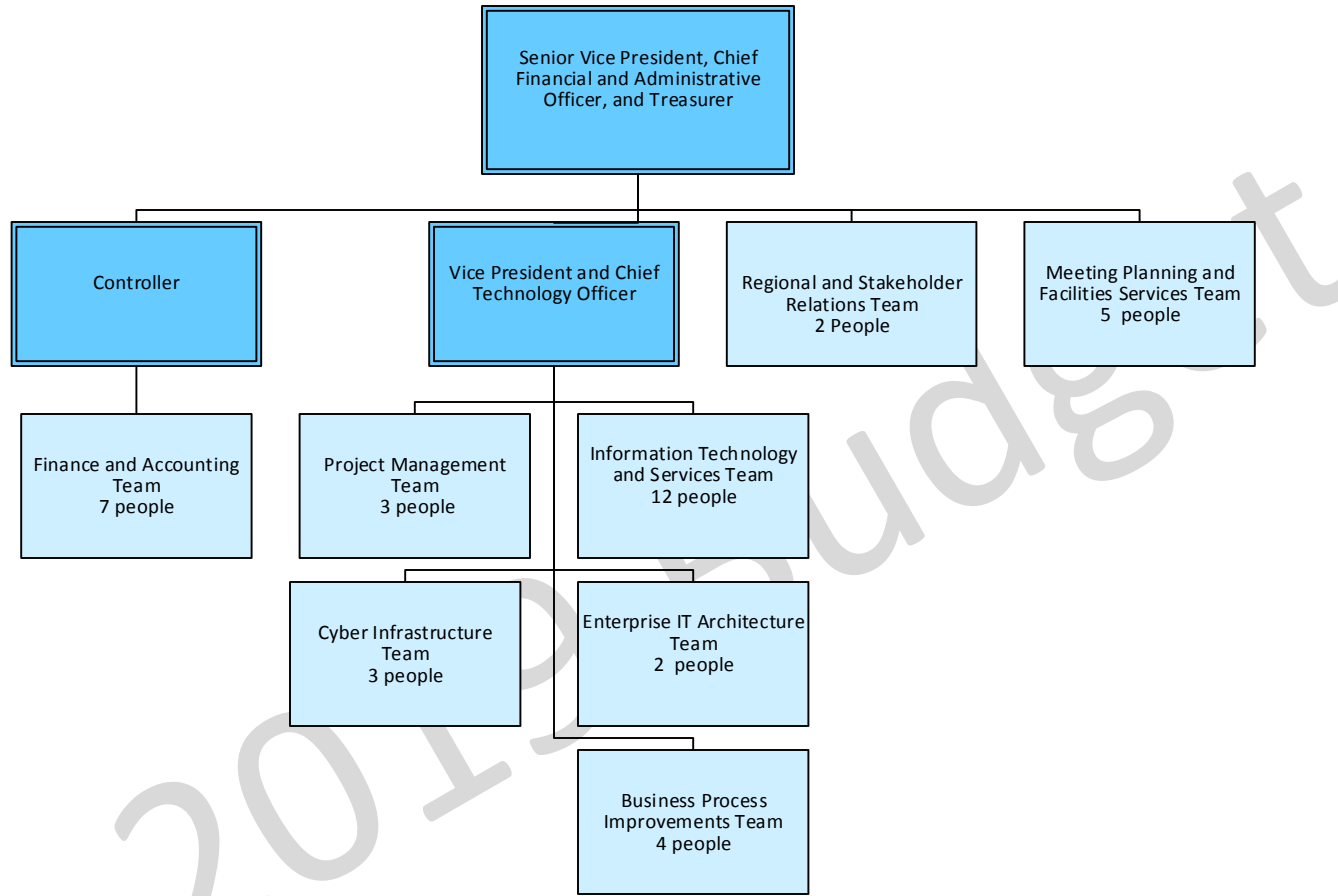 Senior Vice President, Chief
Financial and Administrative
Officer, and Treasurer
Controller
Vice President and Chief
Technology Officer
Regional and Stakeholder
Relations Team
2 People
Meeting Planning and
Facilities Services Team
5 people
Finance and Accounting
Team
7 people
Project Management
Team
3 people
Information Technology
and Services Team
12 people
Cyber Infrastructure
Team
3 people
Enterprise IT Architecture
Team
2 people
Business Process
Improvements Team
4 people
2019 Budget